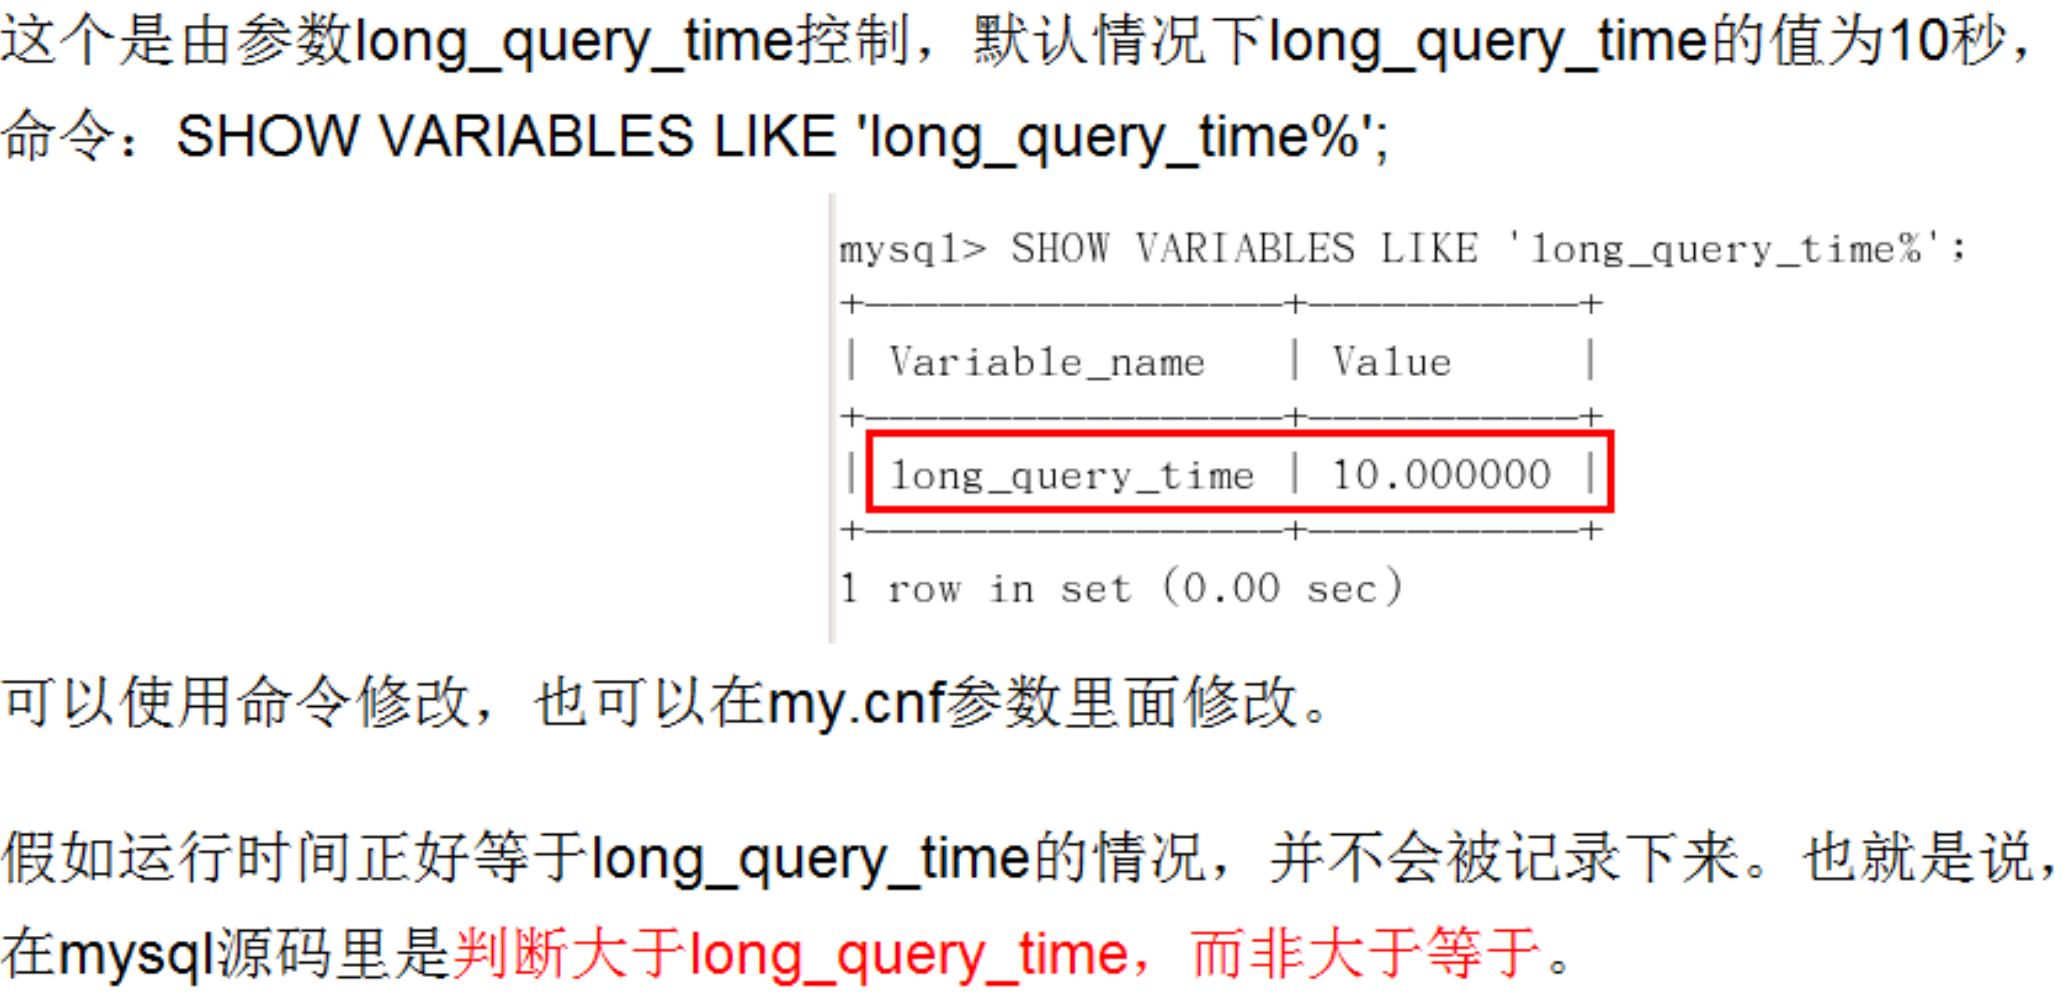 这个是由参数long_query_time控制，默认情况下long_query_time的值为10秒，
命令：SHOW VARIABLES LIKE 'long_query_time%';
mysql> SHOW VARIABLES LIKE 'long_query_time%';
+-----------------+-----------+
| Variable_name   | Value     |
+-----------------+-----------+
| long_query_time | 10.000000 |
+-----------------+-----------+
1 row in set (0.00 sec)
可以使用命令修改，也可以在my.cnf参数里面修改。
假如运行时间正好等于long_query_time的情况，并不会被记录下来。也就是说，
在mysql源码里是判断大于long_query_time，而非大于等于。